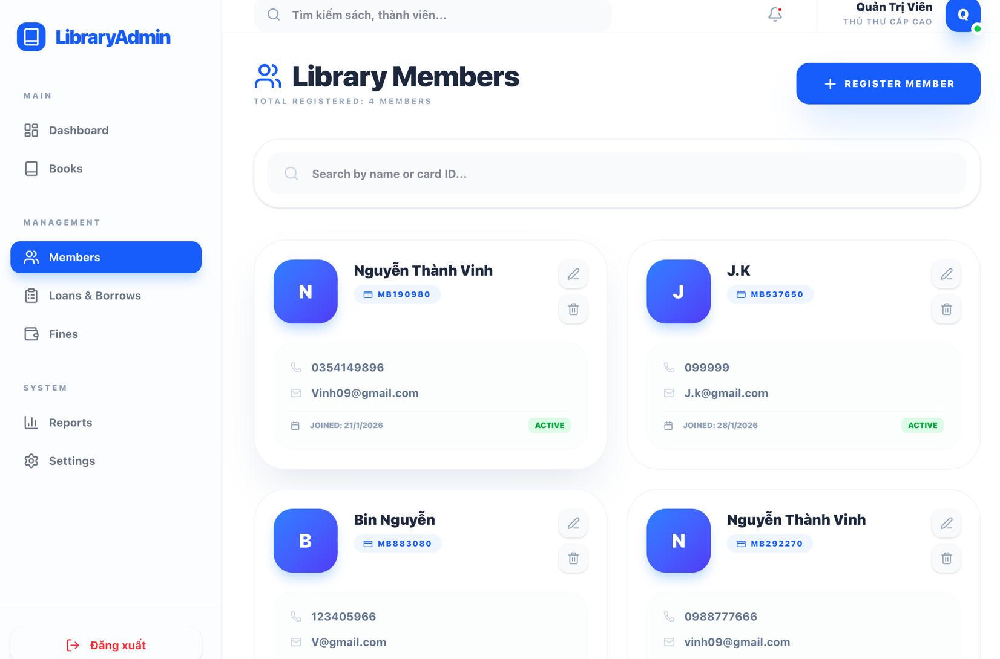 LibraryAdmin
MAIN
Dashboard
Books
MANAGEMENT
Members
Loans & Borrows
Fines
SYSTEM
Reports
Settings
Đăng xuất
Tìm kiếm sách, thành viên...
Quản Trị Viên
THỦ THƯ CẤP CAO
Q
Library Members
TOTAL REGISTERED: 4 MEMBERS
REGISTER MEMBER
Search by name or card ID...
N
Nguyễn Thành Vinh
MB190980
0354149896
Vinh09@gmail.com
JOINED: 21/1/2026
ACTIVE
J
J.K
MB537650
099999
J.k@gmail.com
JOINED: 28/1/2026
ACTIVE
B
Bin Nguyễn
MB883080
123405966
V@gmail.com
N
Nguyễn Thành Vinh
MB292270
0988777666
vinh09@gmail.com